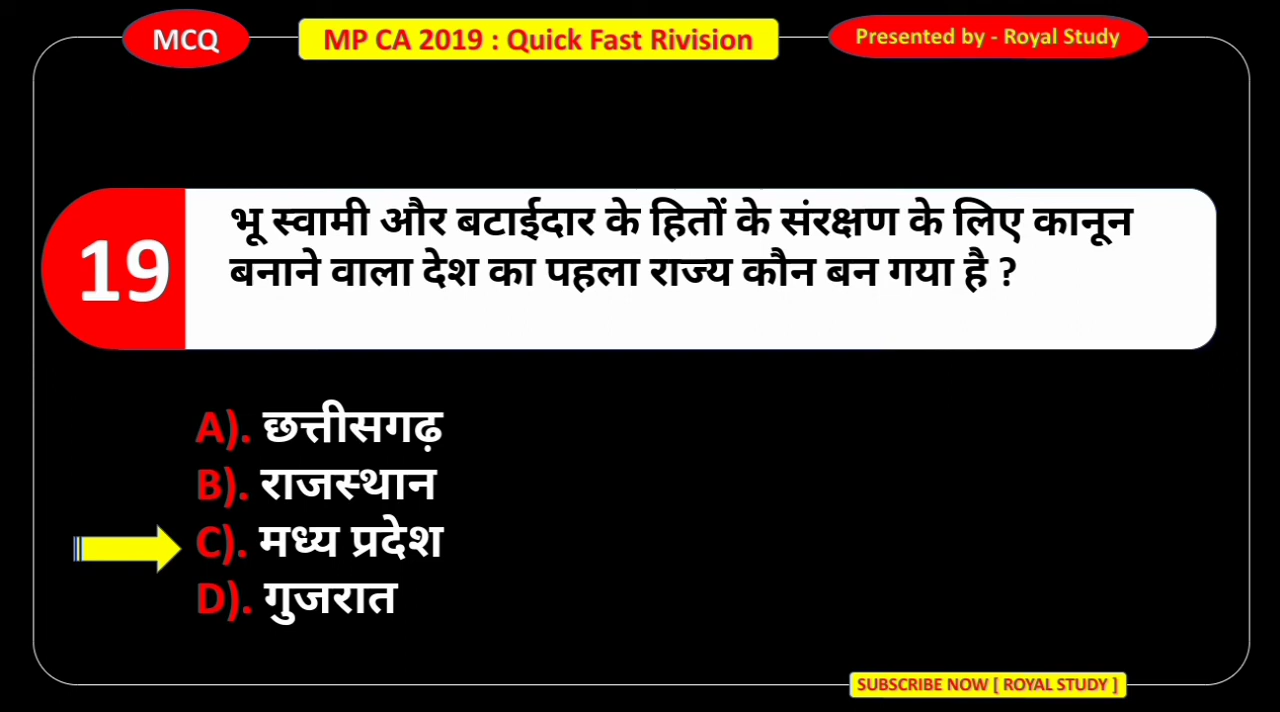 MCQ
MP CA 2019 : Quick Fast Rivision
Presented by - Royal Study
19
भू स्वामी और बटाईदार के हितों के संरक्षण के लिए कानून
बनाने वाला देश का पहला राज्य कौन बन गया है ?
A). छत्तीसगढ़
B). राजस्थान
C). मध्य प्रदेश
D). गुजरात
SUBSCRIBE NOW [ ROYAL STUDY ]